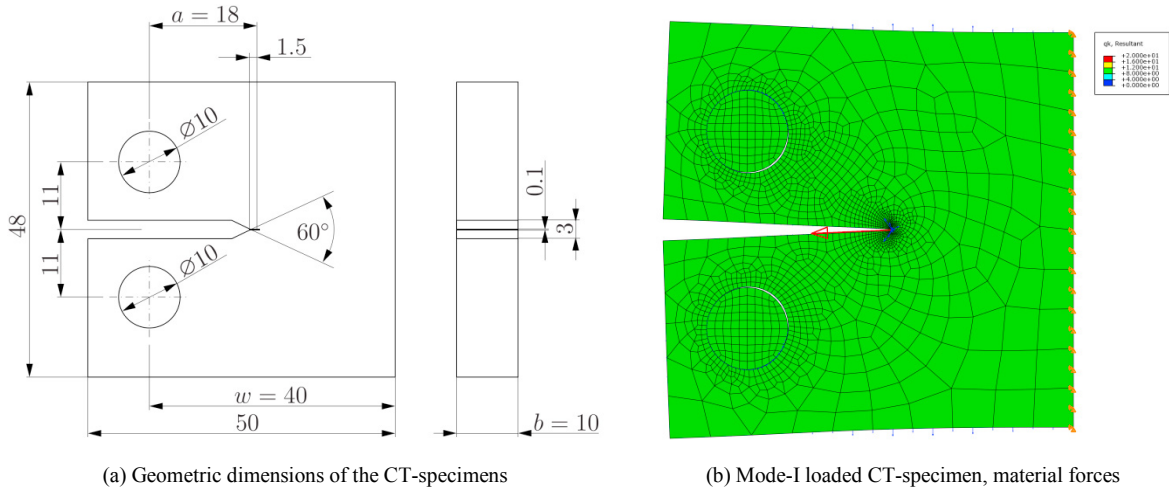 a = 18
1.5
⌀10
11
48
11
⌀10
60°
0.1
3
w = 40
50
b = 10
qk, Resultant
+2.000e+01
+1.600e+01
+1.200e+01
+8.000e+00
+4.000e+00
+0.000e+00
(a) Geometric dimensions of the CT-specimens
(b) Mode-I loaded CT-specimen, material forces